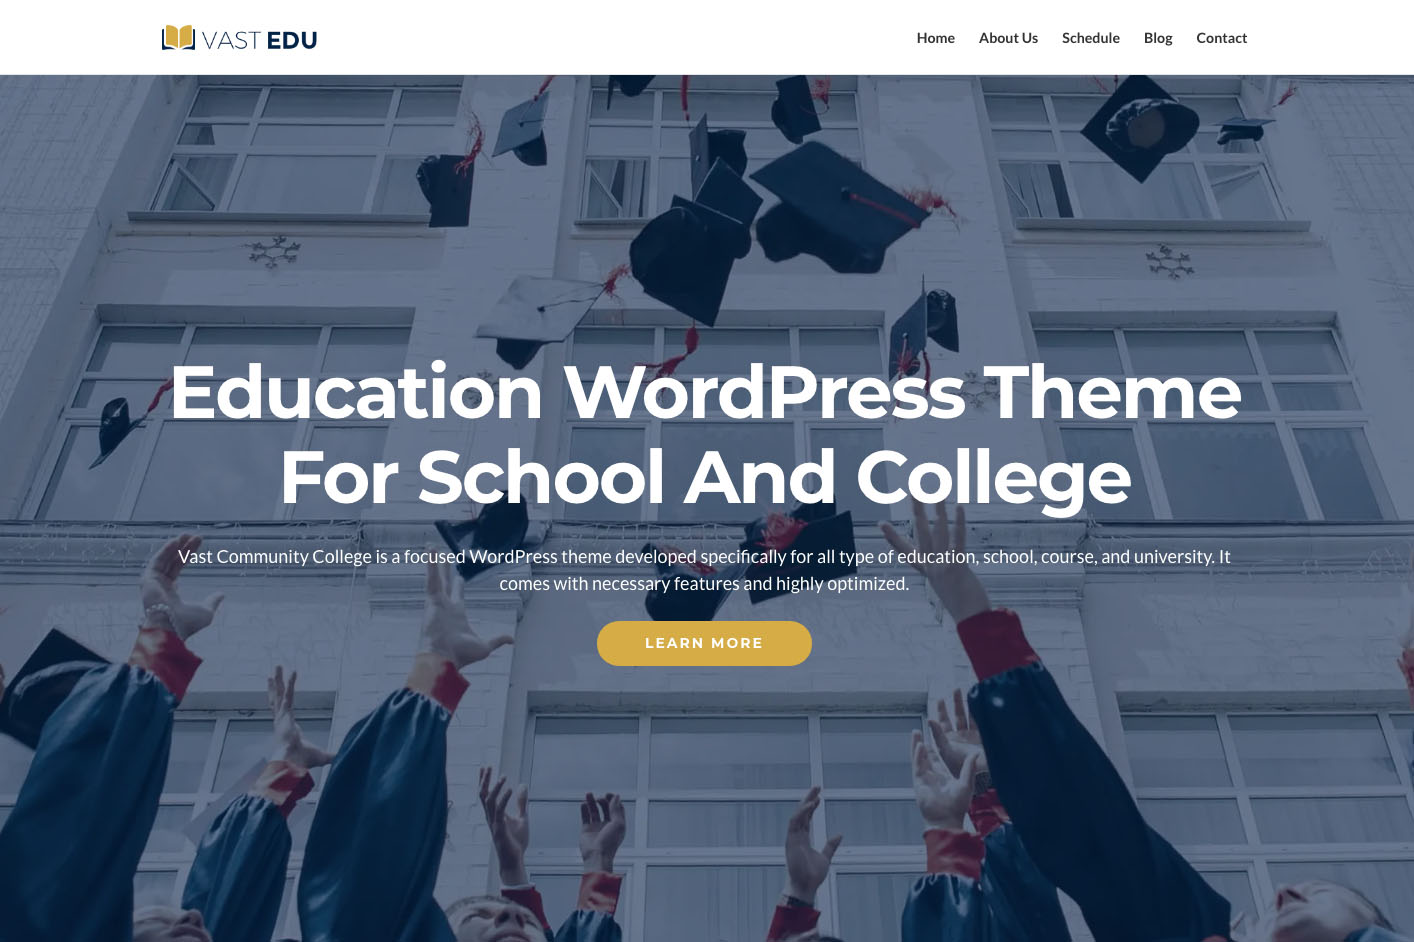 VAST EDU
Home About Us Schedule Blog Contact
Education WordPress Theme
For School And College
Vast Community College is a focused WordPress theme developed specifically for all type of education, school, course, and university. It
comes with necessary features and highly optimized.
LEARN MORE